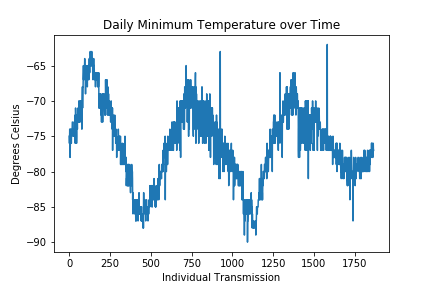 Daily Minimum Temperature over Time
Degrees Celsius
−65
−70
−75
−80
−85
−90
0 250 500 750 1000 1250 1500 1750
Individual Transmission